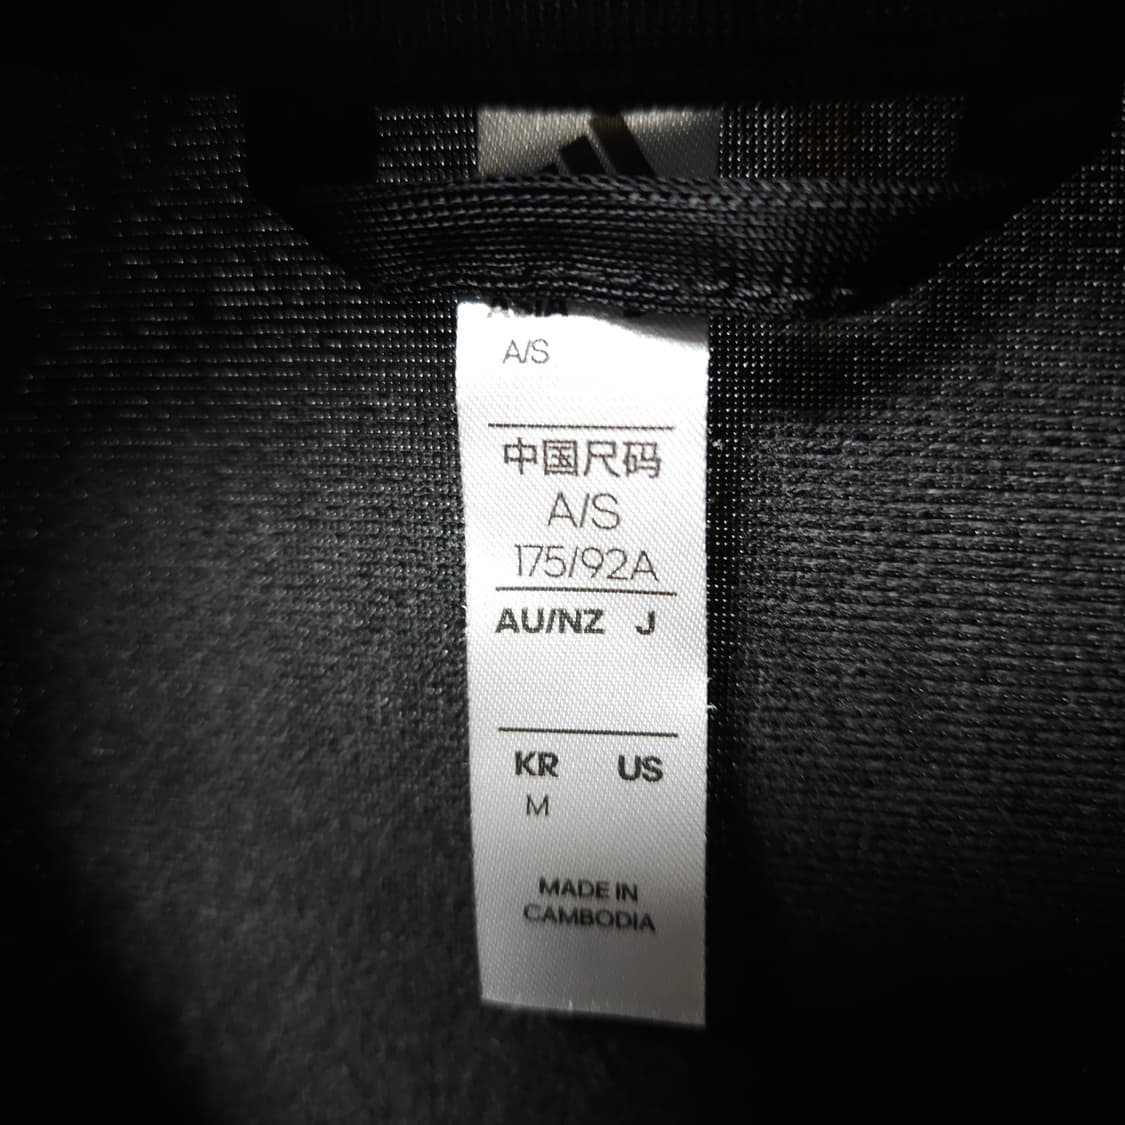 A/S
中国尺码
A/S
175/92A
AU/NZ J
KR US
M
MADE IN
CAMBODIA